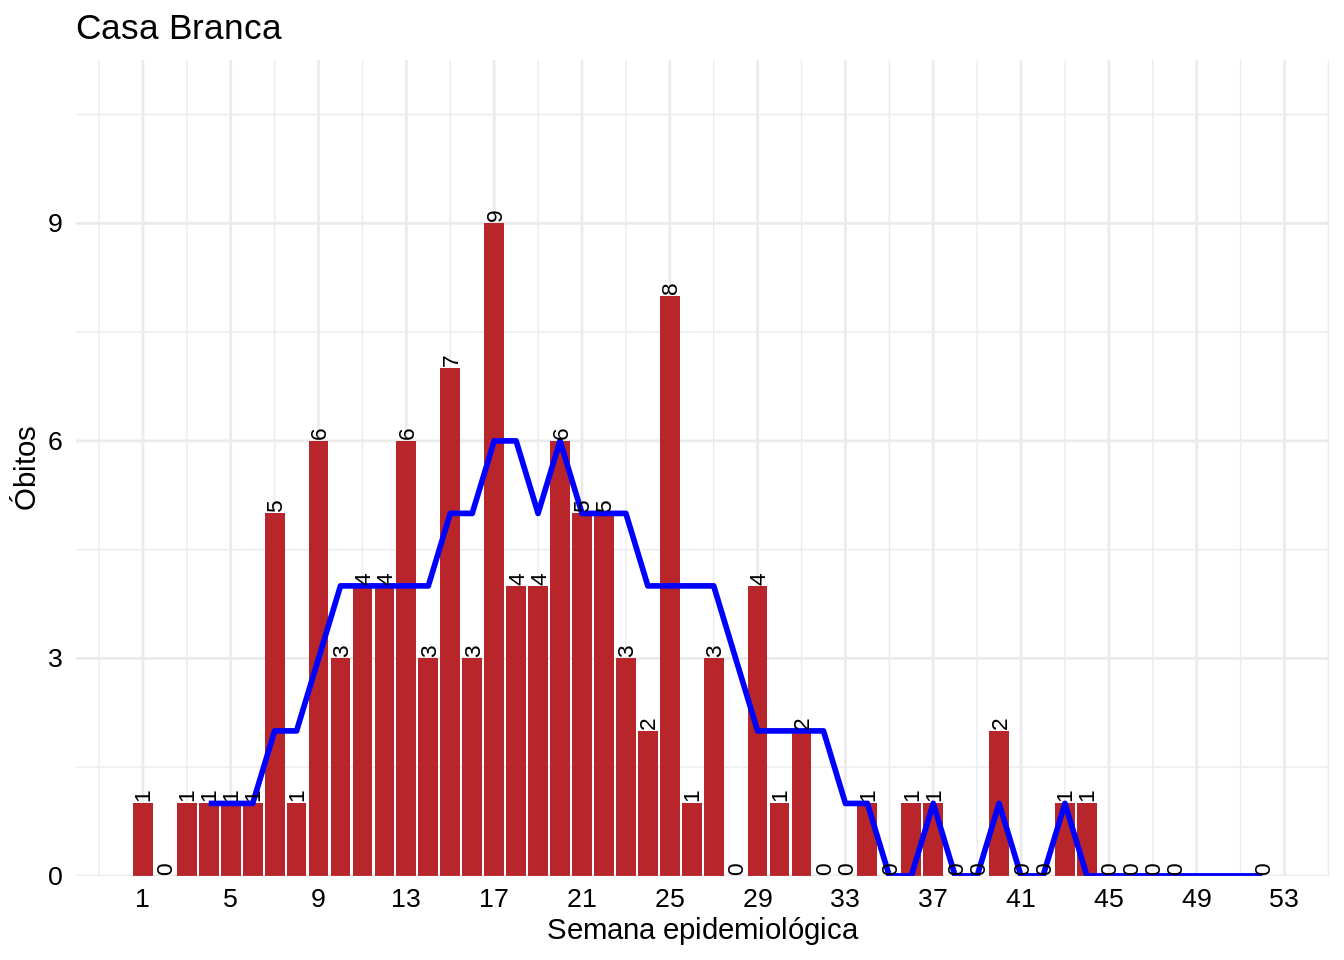 Casa Branca
Óbitos
9
6
3
0
1 0 1 1 1 1 5 1 6 3 4 4 6 3 7 3 9 4 4 6 5 5 3 2 8 1 3 0 4 1 2 0 0 1 0 1 1 0 0 2 0 0 1 1 0 0 0 0 0
1 5 9 13 17 21 25 29 33 37 41 45 49 53
Semana epidemiológica